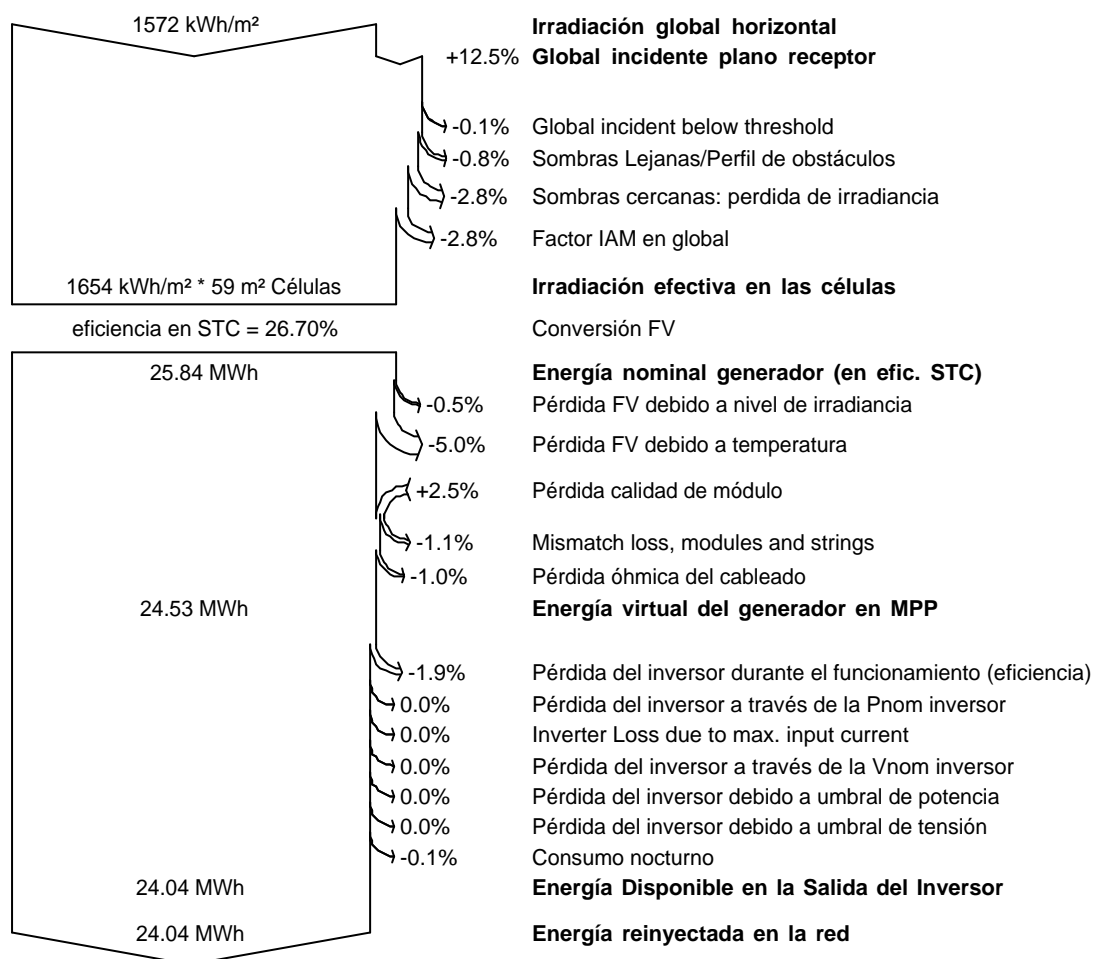 1572 kWh/m² Irradiación global horizontal
+12.5% Global incidente plano receptor
-0.1% Global incident below threshold
-0.8% Sombras Lejanas/Perfil de obstáculos
-2.8% Sombras cercanas: perdida de irradiancia
-2.8% Factor IAM en global
1654 kWh/m² * 59 m² Células Irradiación efectiva en las células
eficiencia en STC = 26.70% Conversión FV
25.84 MWh Energía nominal generador (en efic. STC)
-0.5% Pérdida FV debido a nivel de irradiancia
-5.0% Pérdida FV debido a temperatura
+2.5% Pérdida calidad de módulo
-1.1% Mismatch loss, modules and strings
-1.0% Pérdida óhmica del cableado
24.53 MWh Energía virtual del generador en MPP
-1.9% Pérdida del inversor durante el funcionamiento (eficiencia)
0.0% Pérdida del inversor a través de la Pnom inversor
0.0% Inverter Loss due to max. input current
0.0% Pérdida del inversor a través de la Vnom inversor
0.0% Pérdida del inversor debido a umbral de potencia
0.0% Pérdida del inversor debido a umbral de tensión
-0.1% Consumo nocturno
24.04 MWh Energía Disponible en la Salida del Inversor
24.04 MWh Energía reinyectada en la red